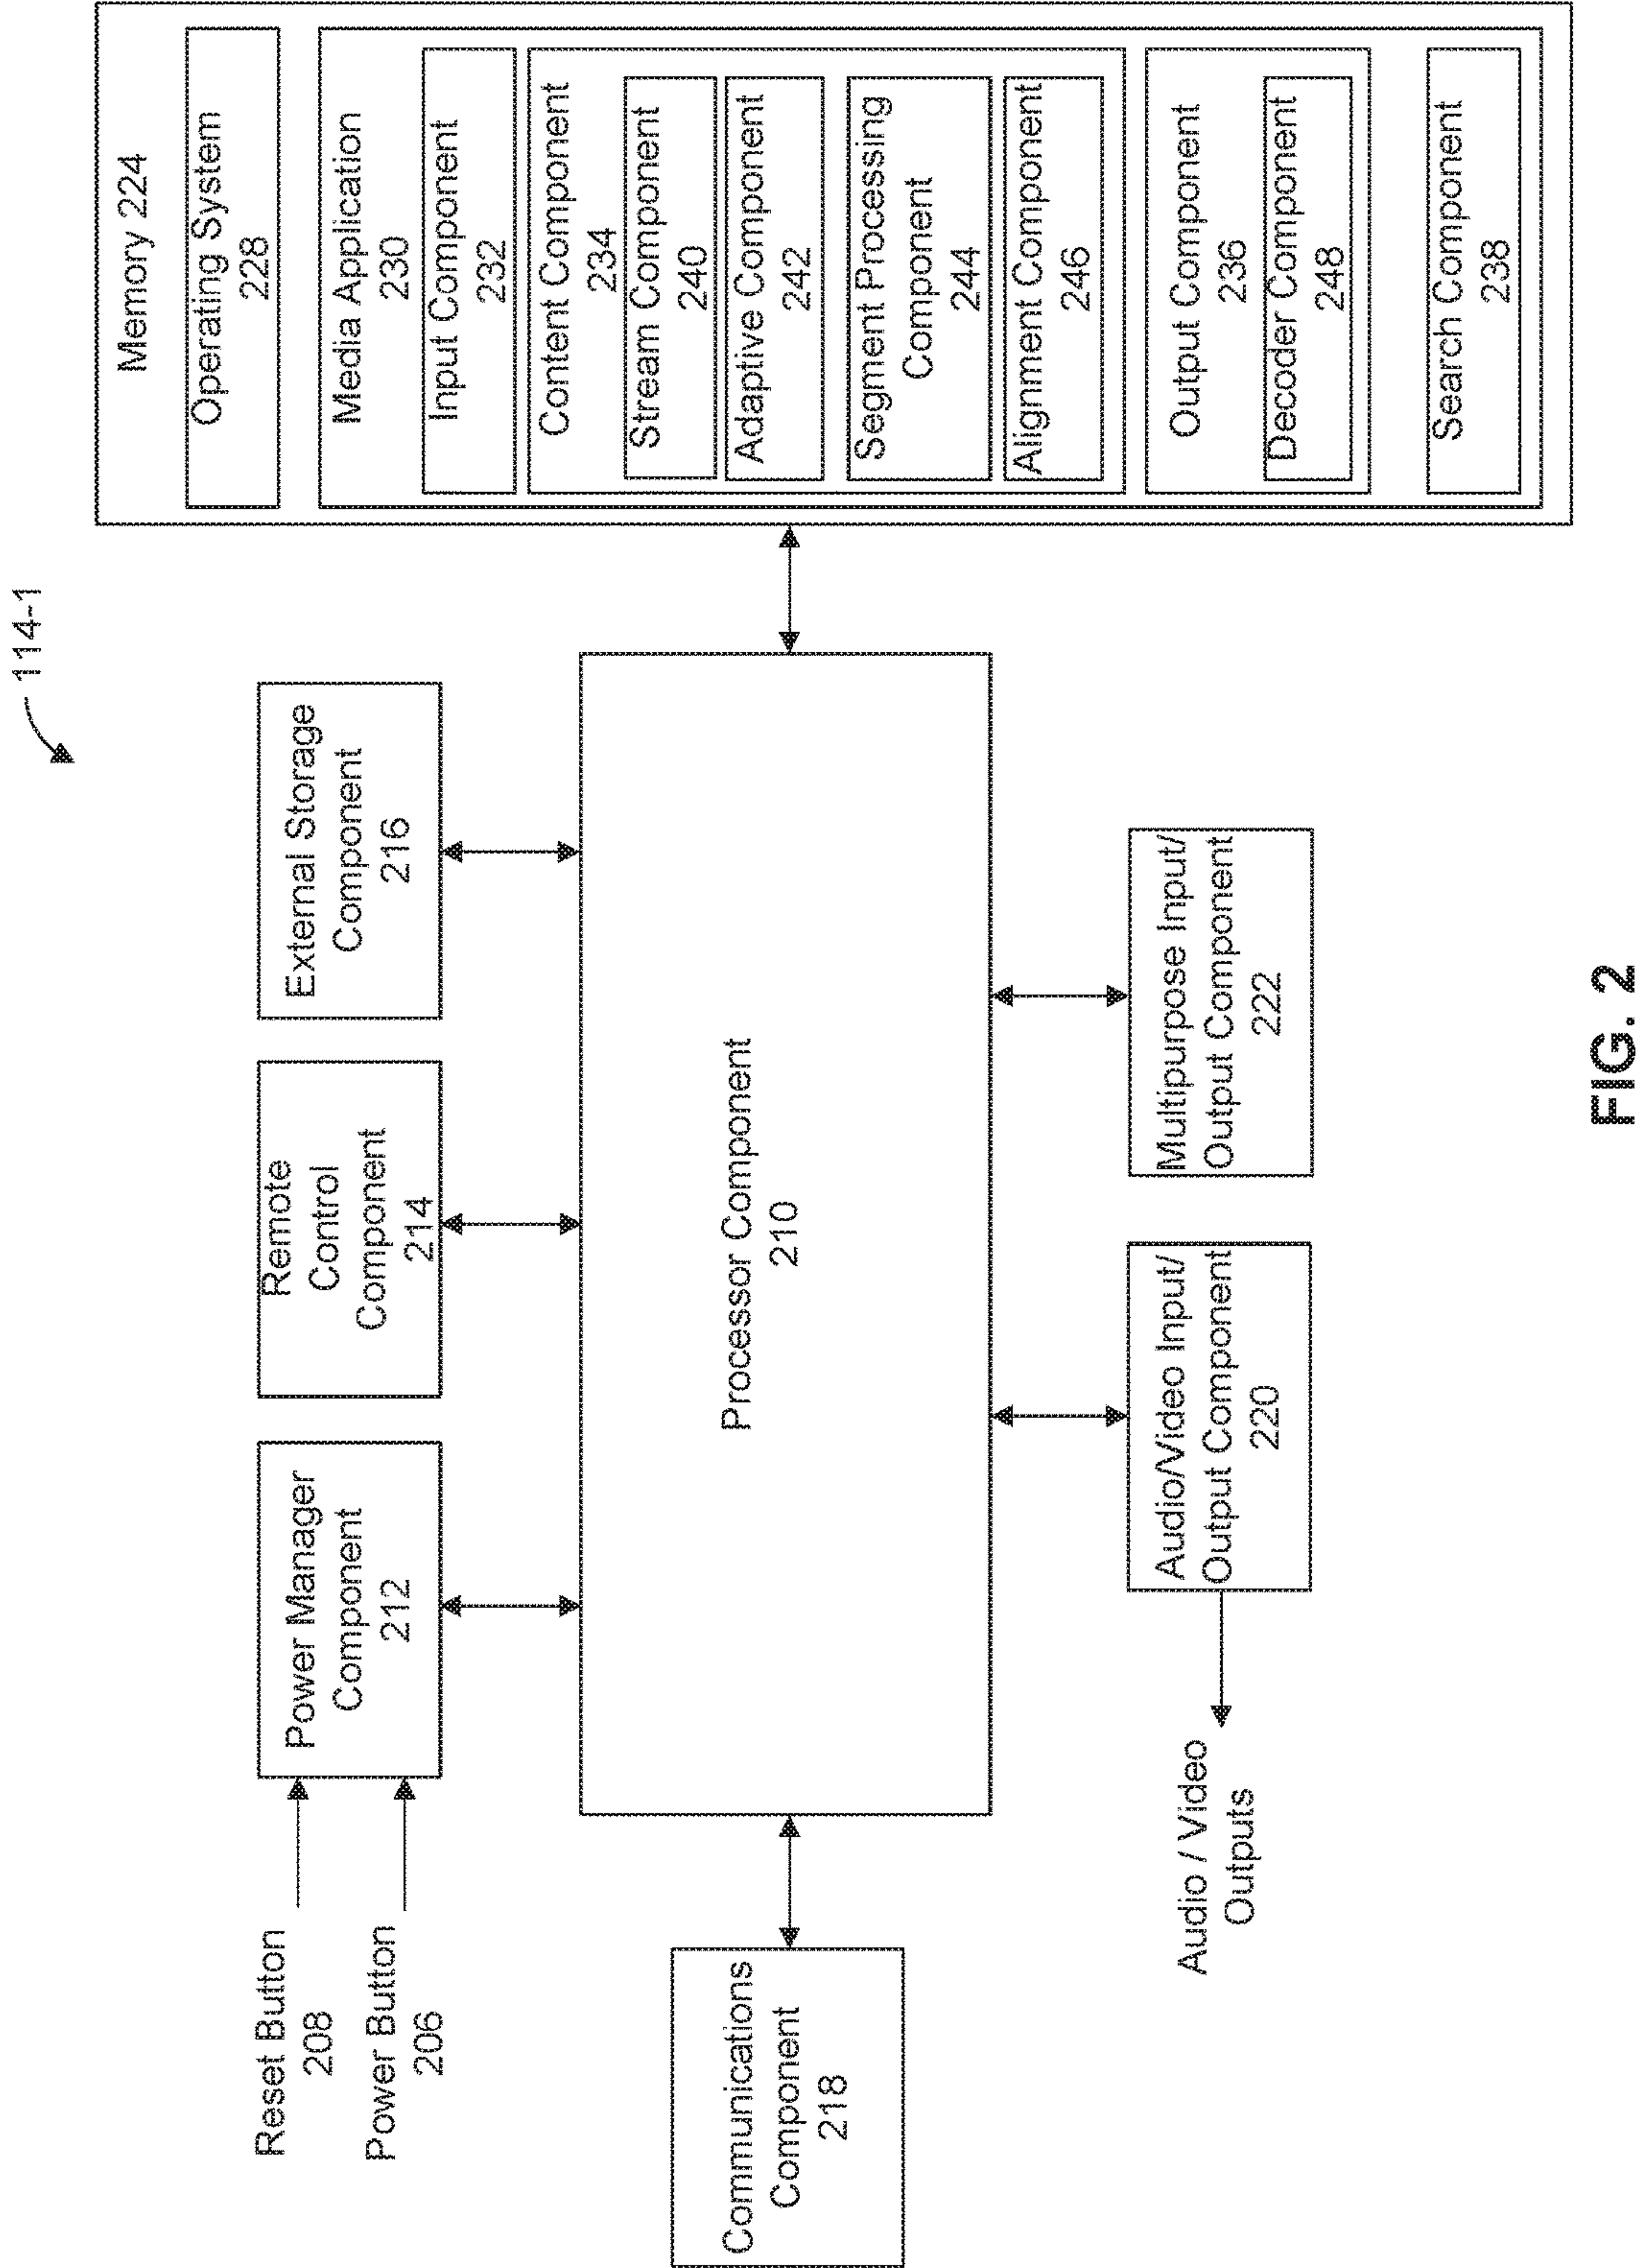 114-1
Reset Button
208
Power Button
206
Power Manager
Component
212
Remote
Control
Component
214
External Storage
Component
216
Communications
Component
218
Processor Component
210
Audio / Video
Outputs
Audio/Video Input/
Output Component
220
Multipurpose Input/
Output Component
222
Memory 224
Operating System
228
Media Application
230
Input Component
232
Content Component
234
Stream Component
240
Adaptive Component
242
Segment Processing
Component
244
Alignment Component
246
Output Component
236
Decoder Component
248
Search Component
238
FIG. 2